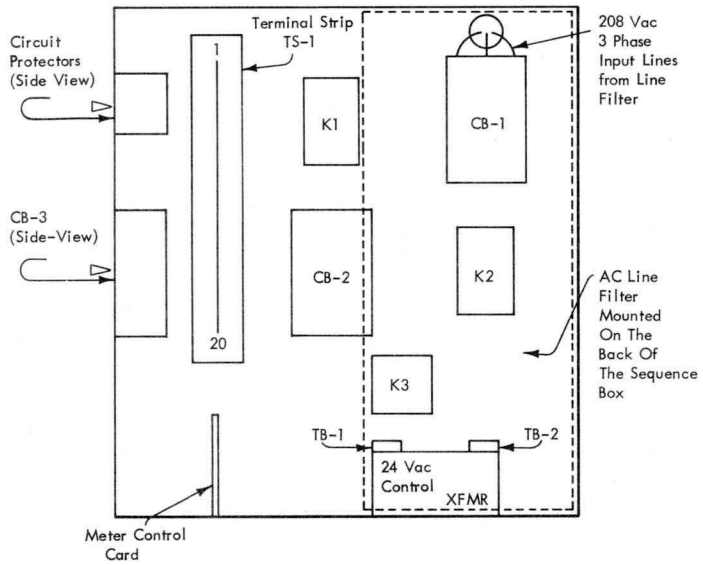 Circuit
Protectors
(Side View)
Terminal Strip
TS-1
1
20
K1
CB-1
208 Vac
3 Phase
Input Lines
from Line
Filter
CB-3
(Side-View)
CB-2
K2
K3
AC Line
Filter
Mounted
On The
Back Of
The Sequence
Box
TB-1
TB-2
24 Vac
Control
XFMR
Meter Control
Card